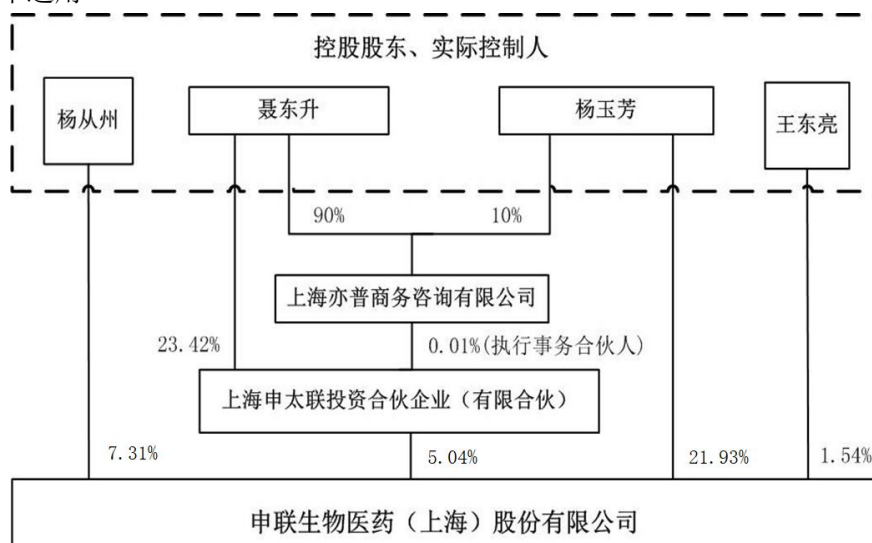 控股股东、实际控制人
杨从州
聂东升
杨玉芳
王东亮
90%
10%
上海亦普商务咨询有限公司
23.42%
0.01%(执行事务合伙人)
上海申太联投资合伙企业（有限合伙）
7.31%
5.04%
21.93%
1.54%
申联生物医药（上海）股份有限公司